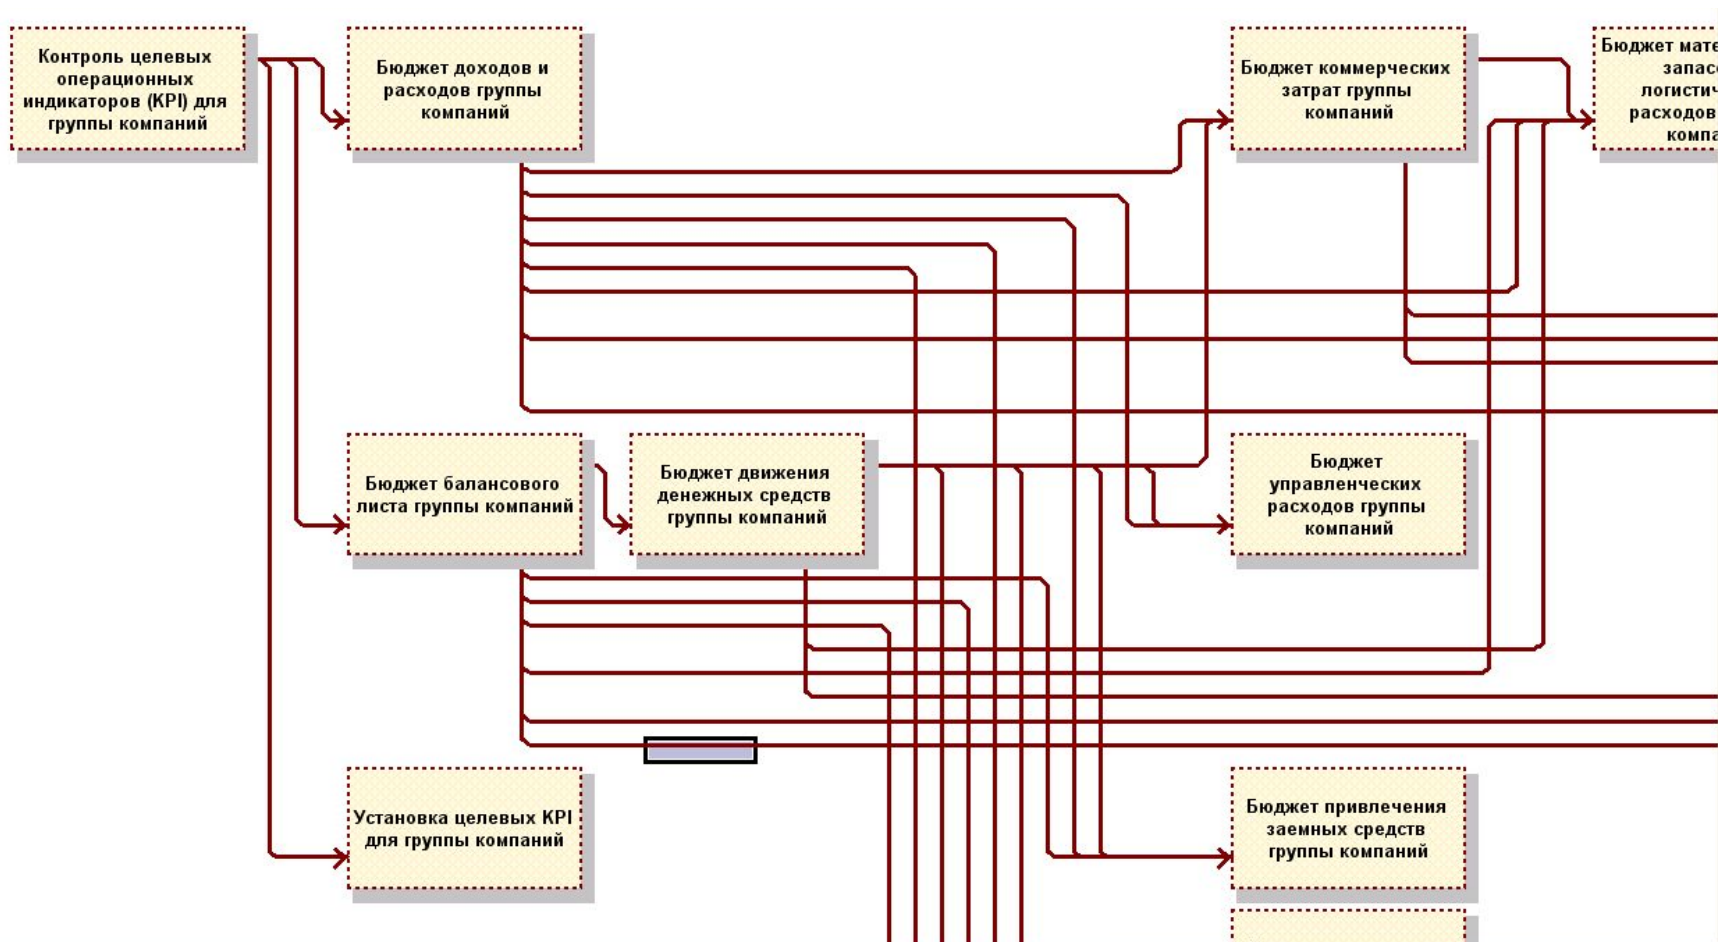 Контроль целевых
операционных
индикаторов (KPI) для
группы компаний
Бюджет доходов и
расходов группы
компаний
Бюджет коммерческих
затрат группы
компаний
Бюджет
расходов
Бюджет балансового
листа группы компаний
Бюджет движения
денежных средств
группы компаний
Бюджет
управленческих
расходов группы
компаний
Установка целевых KPI
для группы компаний
Бюджет привлечения
заемных средств
группы компаний